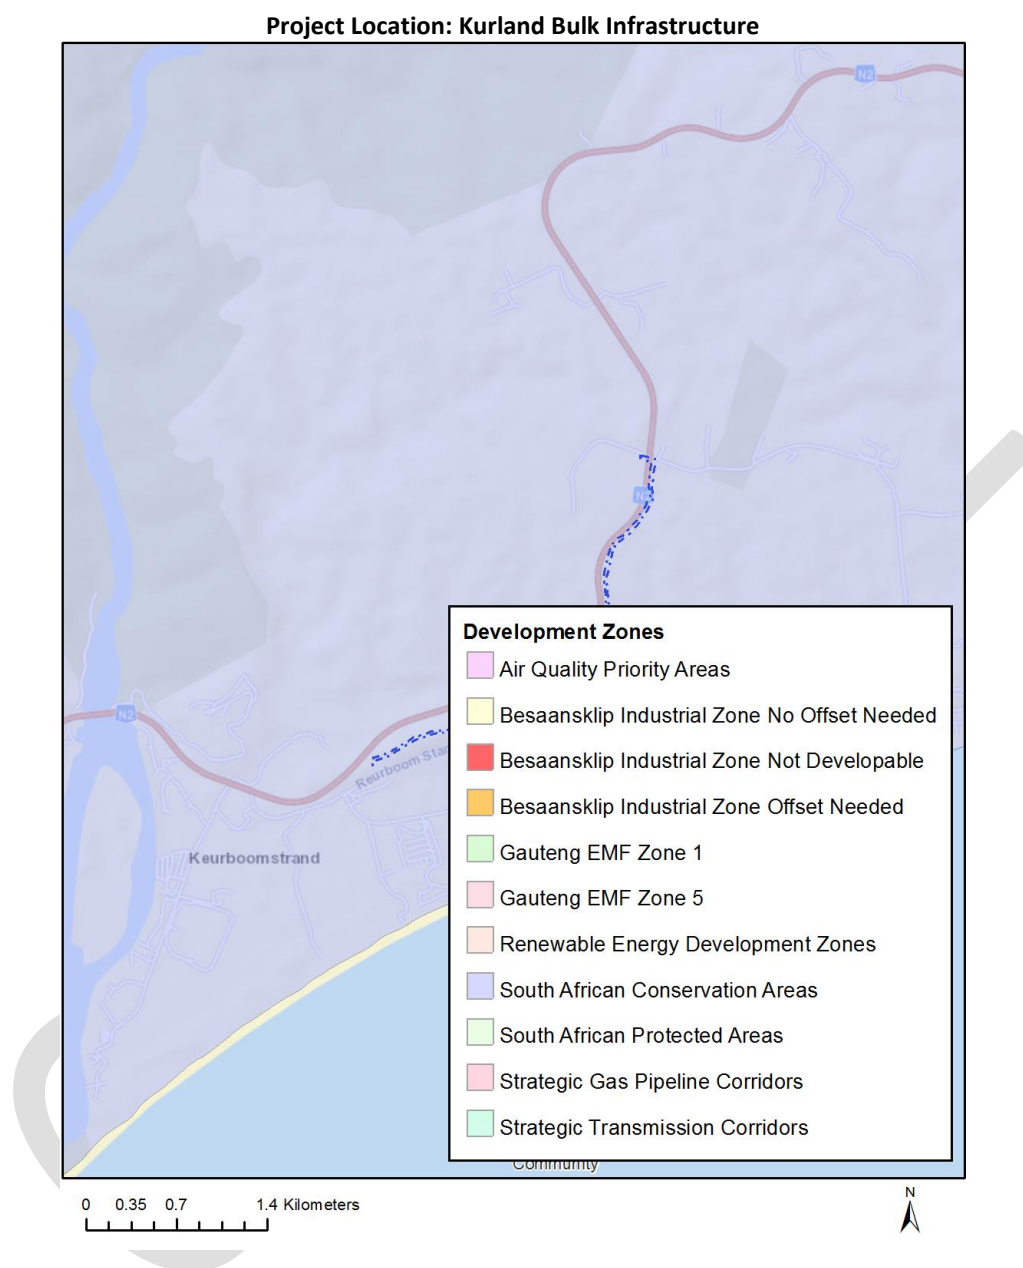 Project Location: Kurland Bulk Infrastructure
N2
N2
Development Zones
Air Quality Priority Areas
Besaansklip Industrial Zone No Offset Needed
Besaansklip Industrial Zone Not Developable
Besaansklip Industrial Zone Offset Needed
Gauteng EMF Zone 1
Gauteng EMF Zone 5
Renewable Energy Development Zones
South African Conservation Areas
South African Protected Areas
Strategic Gas Pipeline Corridors
Strategic Transmission Corridors
N2
Keurboomstrand
Community
0 0.35 0.7 1.4 Kilometers
N